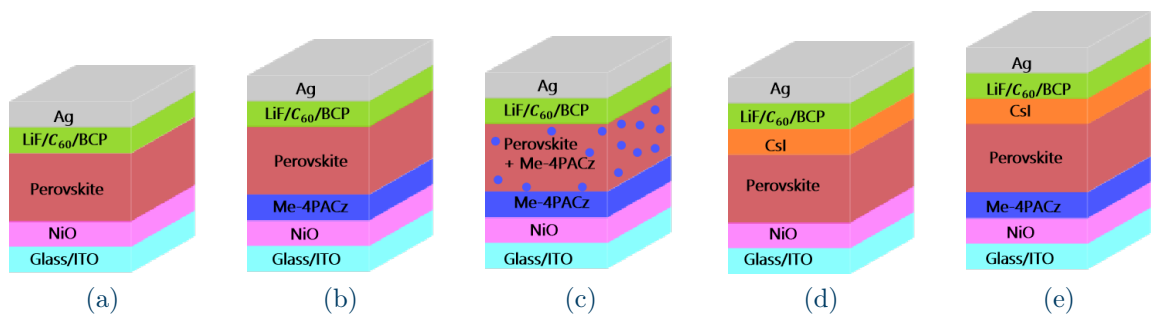 Ag
LiF/C₆₀/BCP
Perovskite
NiO
Glass/ITO
(a)
Ag
LiF/C₆₀/BCP
Perovskite
Me-4PACz
NiO
Glass/ITO
(b)
Ag
LiF/C₆₀/BCP
Perovskite
+ Me-4PACz
Me-4PACz
NiO
Glass/ITO
(c)
Ag
LiF/C₆₀/BCP
CsI
Perovskite
NiO
Glass/ITO
(d)
Ag
LiF/C₆₀/BCP
CsI
Perovskite
Me-4PACz
NiO
Glass/ITO
(e)